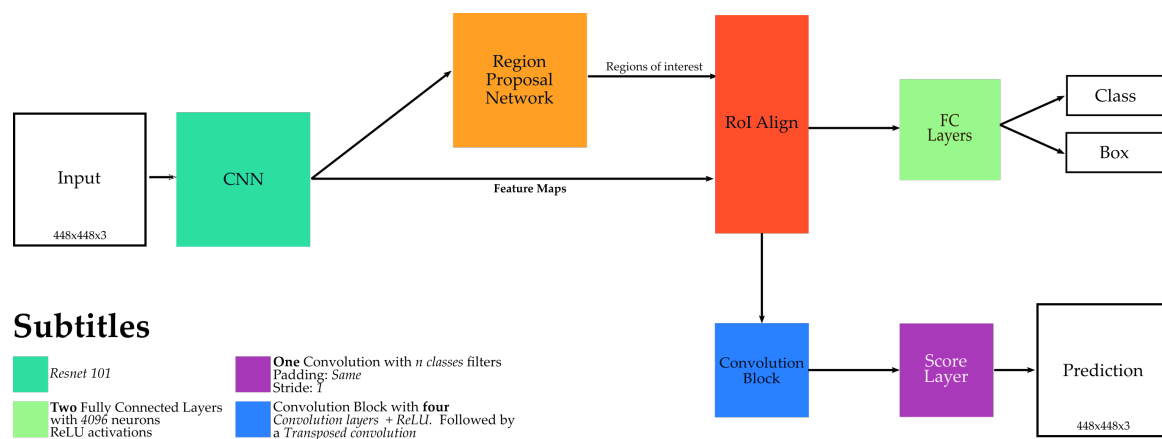 Input
448x448x3
CNN
Region
Proposal
Network
Regions of interest
Feature Maps
RoI Align
FC
Layers
Class
Box
Convolution
Block
Score
Layer
Prediction
448x448x3
Subtitles
Resnet 101
Two Fully Connected Layers
with 4096 neurons
ReLU activations
One Convolution with n classes filters
Padding: Same
Stride: 1
Convolution Block with four
Convolution layers + ReLU. Followed by
a Transposed convolution